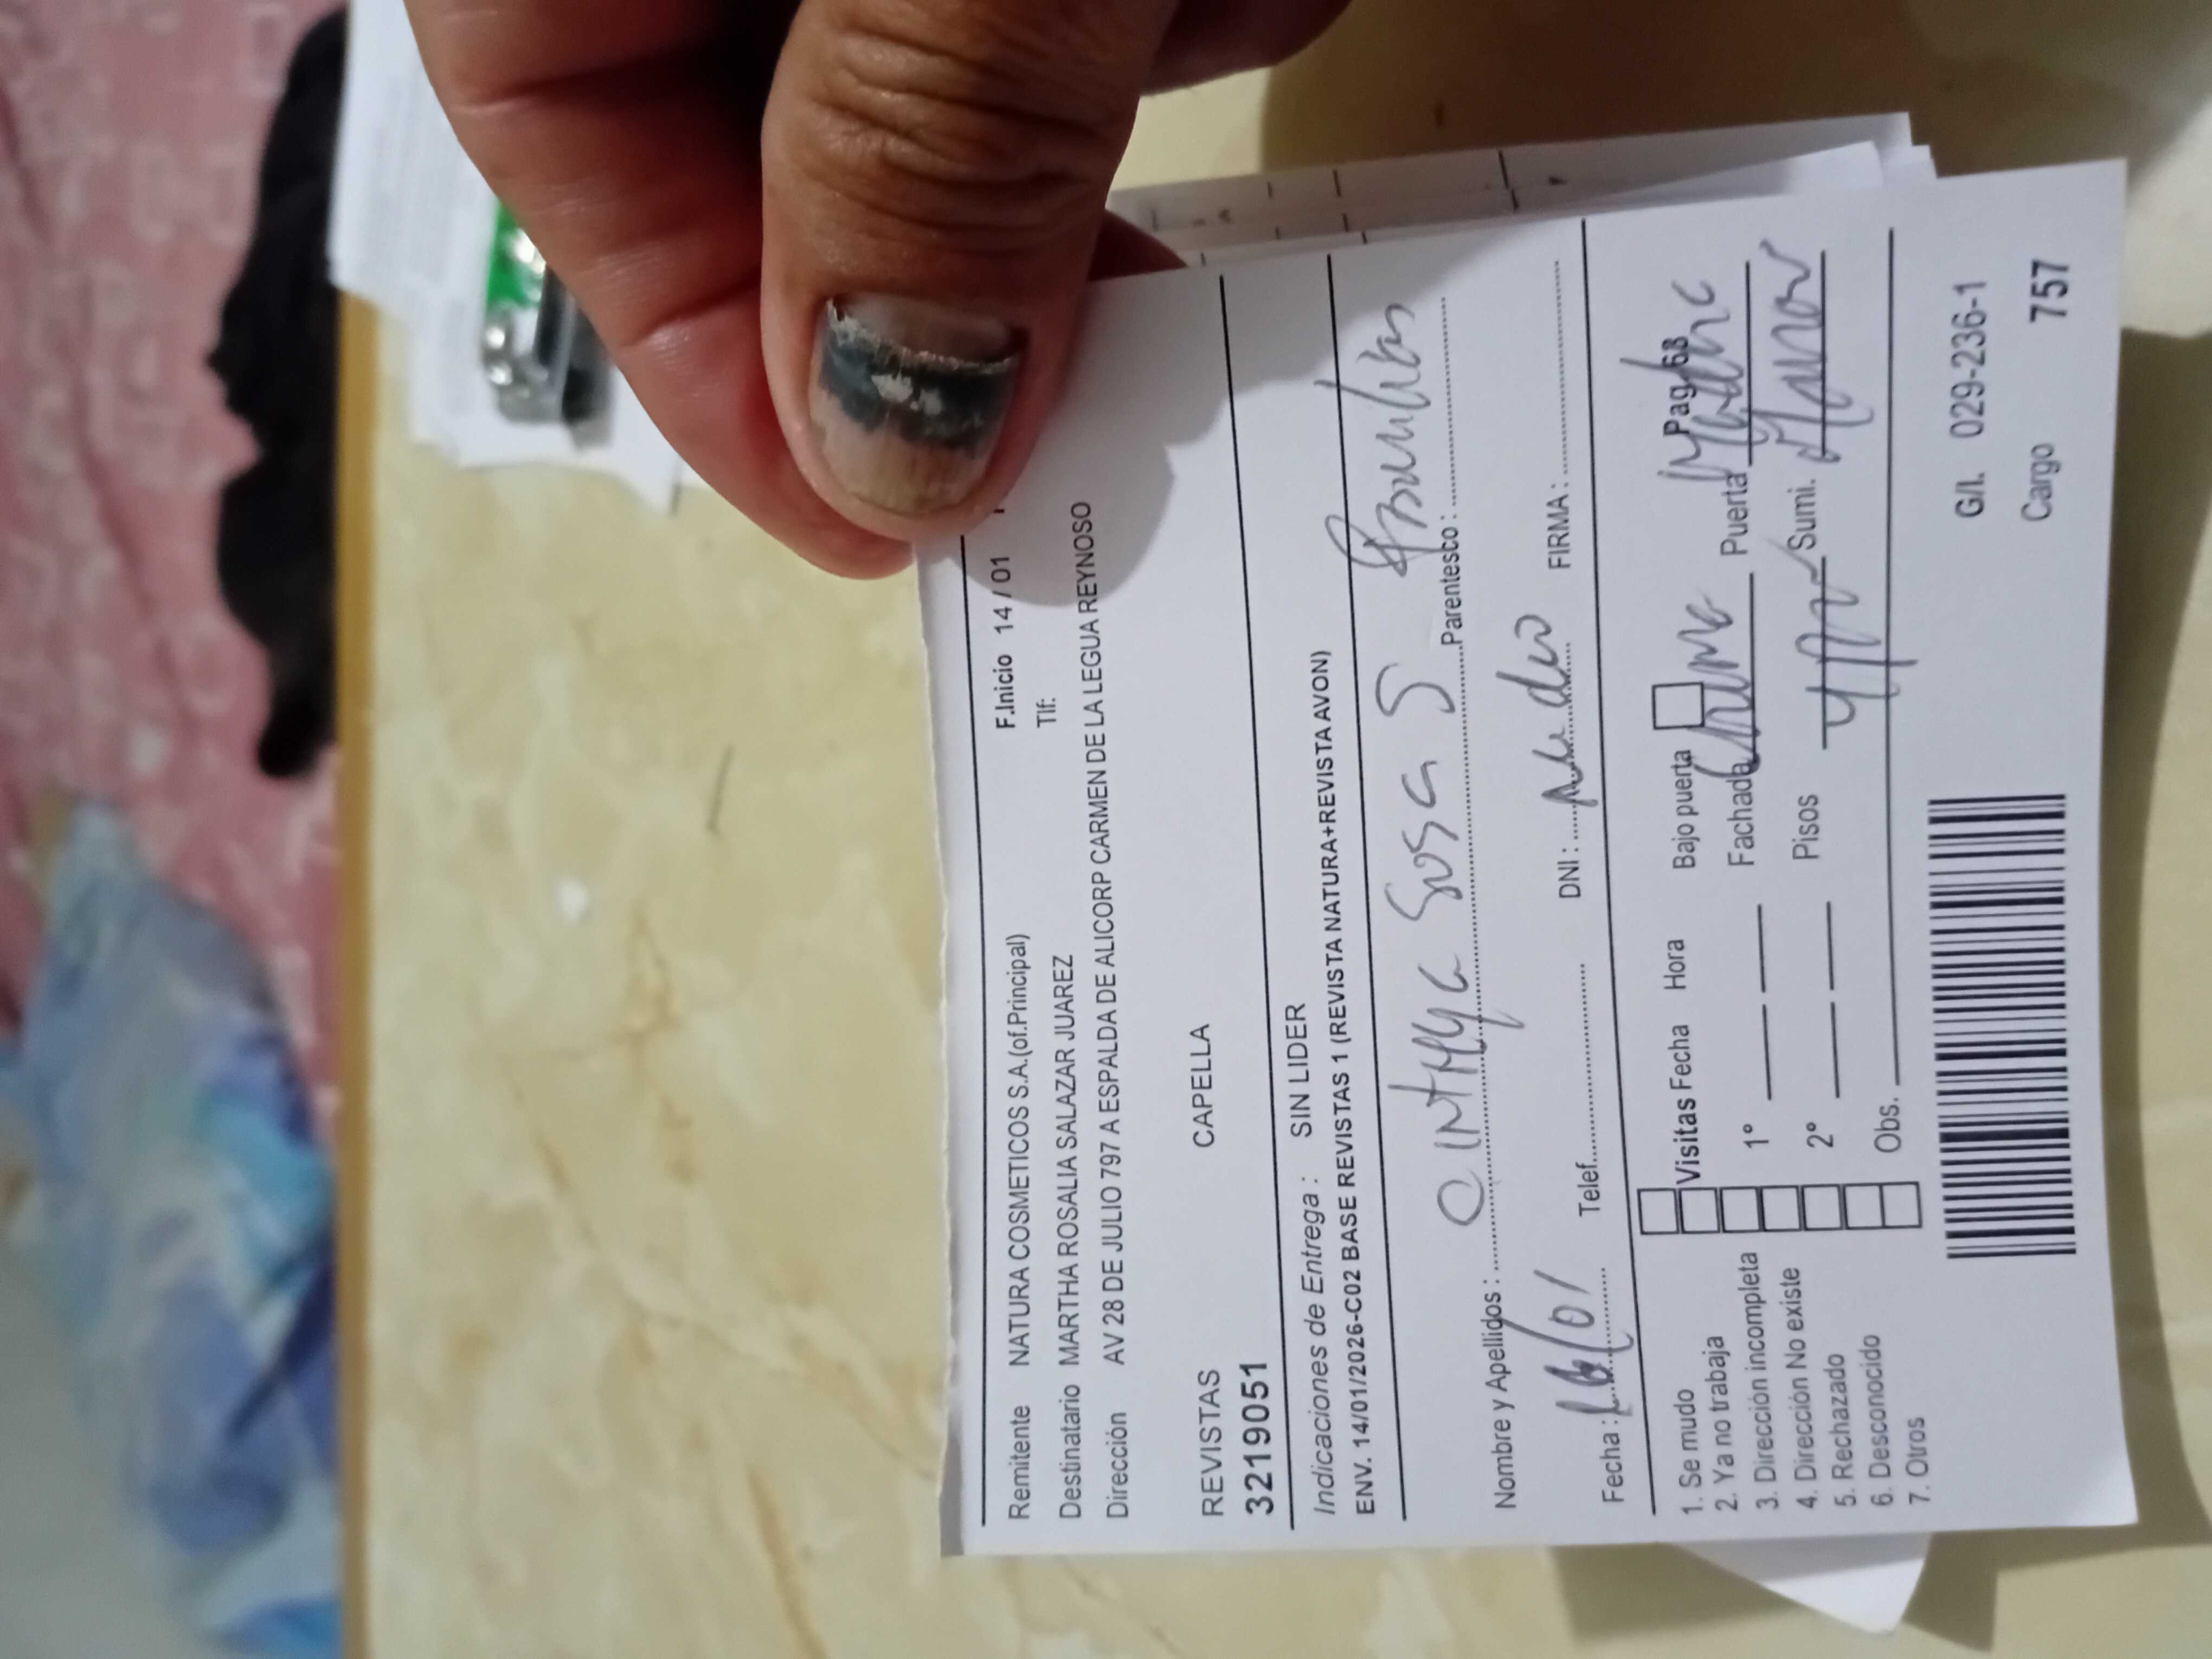 F.Inicio 14 / 01
Remitente NATURA COSMETICOS S.A.(of.Principal) Tlf:
Destinatario MARTHA ROSALIA SALAZAR JUAREZ
Dirección AV 28 DE JULIO 797 A ESPALDA DE ALICORP CARMEN DE LA LEGUA REYNOSO
REVISTAS CAPELLA
32190​51
Indicaciones de Entrega : SIN LIDER
ENV. 14/01/2026-C02 BASE REVISTAS 1 (REVISTA NATURA+REVISTA AVON)
Nombre y Apellidos : CINTHYA SOSA S Parentesco :
Fecha : 16/01 Telef. DNI : FIRMA :
1. Se mudo Visitas Fecha Hora Bajo puerta Pag 68
2. Ya no trabaja 1° Fachada Puerta
3. Dirección incompleta
4. Dirección No existe 2° Pisos Sumi.
5. Rechazado
6. Desconocido Obs.
7. Otros
G/I. 029-236-1
Cargo 757